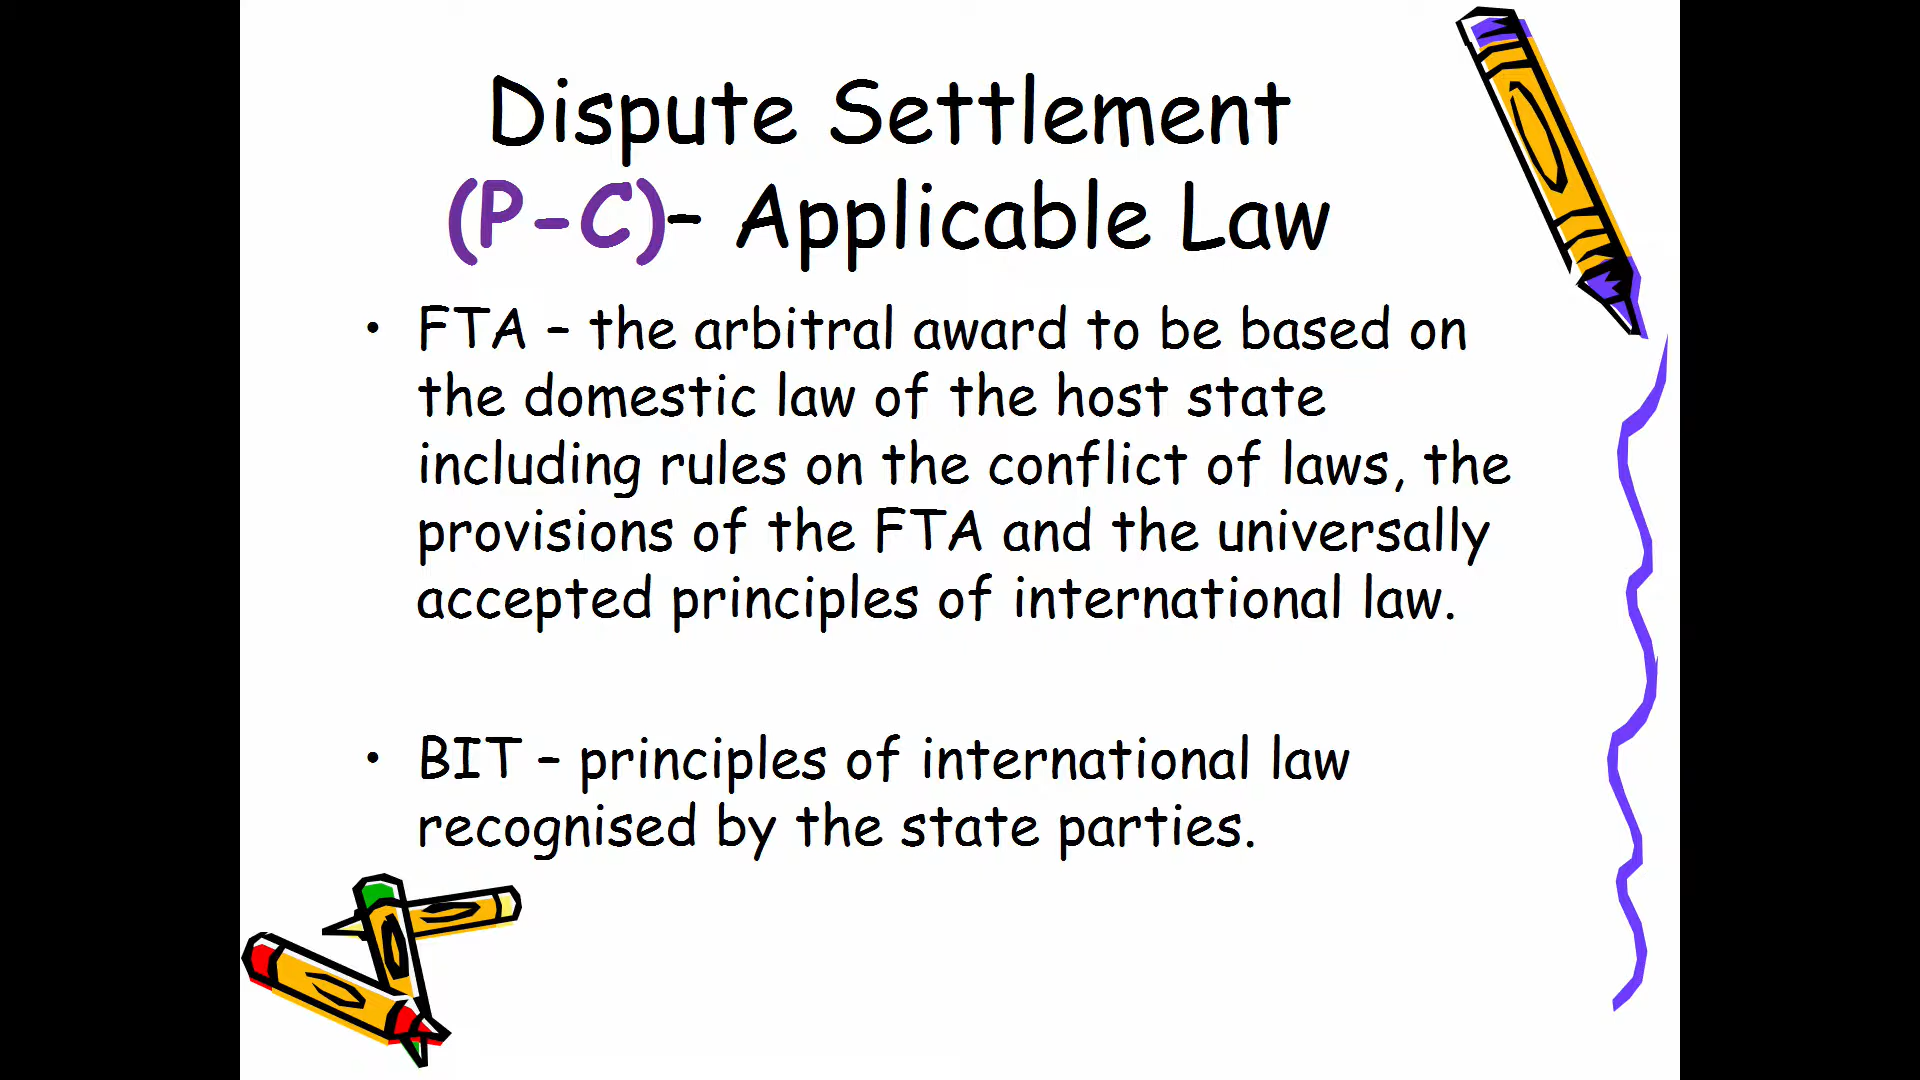 Dispute Settlement
(P-C)– Applicable Law
• FTA – the arbitral award to be based on
the domestic law of the host state
including rules on the conflict of laws, the
provisions of the FTA and the universally
accepted principles of international law.
• BIT – principles of international law
recognised by the state parties.